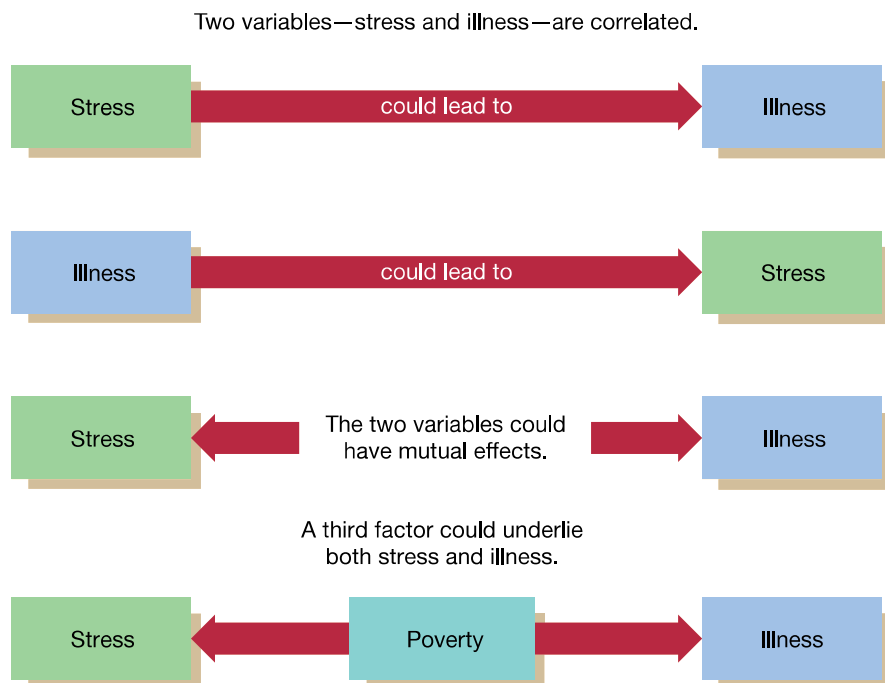 Two variables—stress and illness—are correlated.
Stress could lead to Illness
Illness could lead to Stress
Stress The two variables could have mutual effects. Illness
A third factor could underlie
both stress and illness.
Stress Poverty Illness